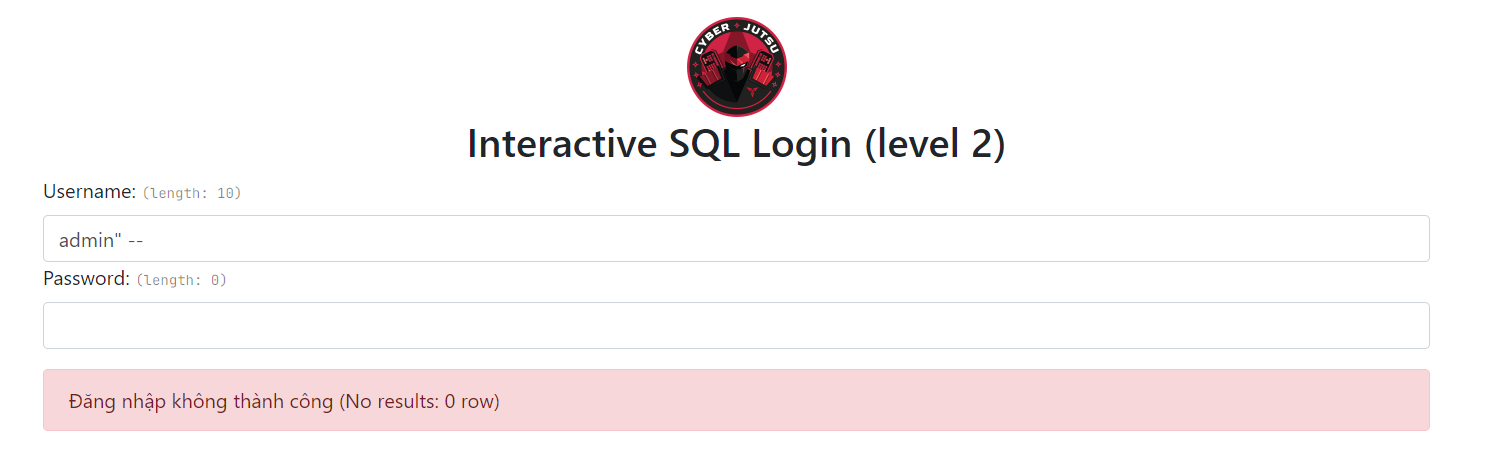 CYBER ✦ JUTSU
Interactive SQL Login (level 2)
Username: (length: 10)
admin" --
Password: (length: 0)
Đăng nhập không thành công (No results: 0 row)